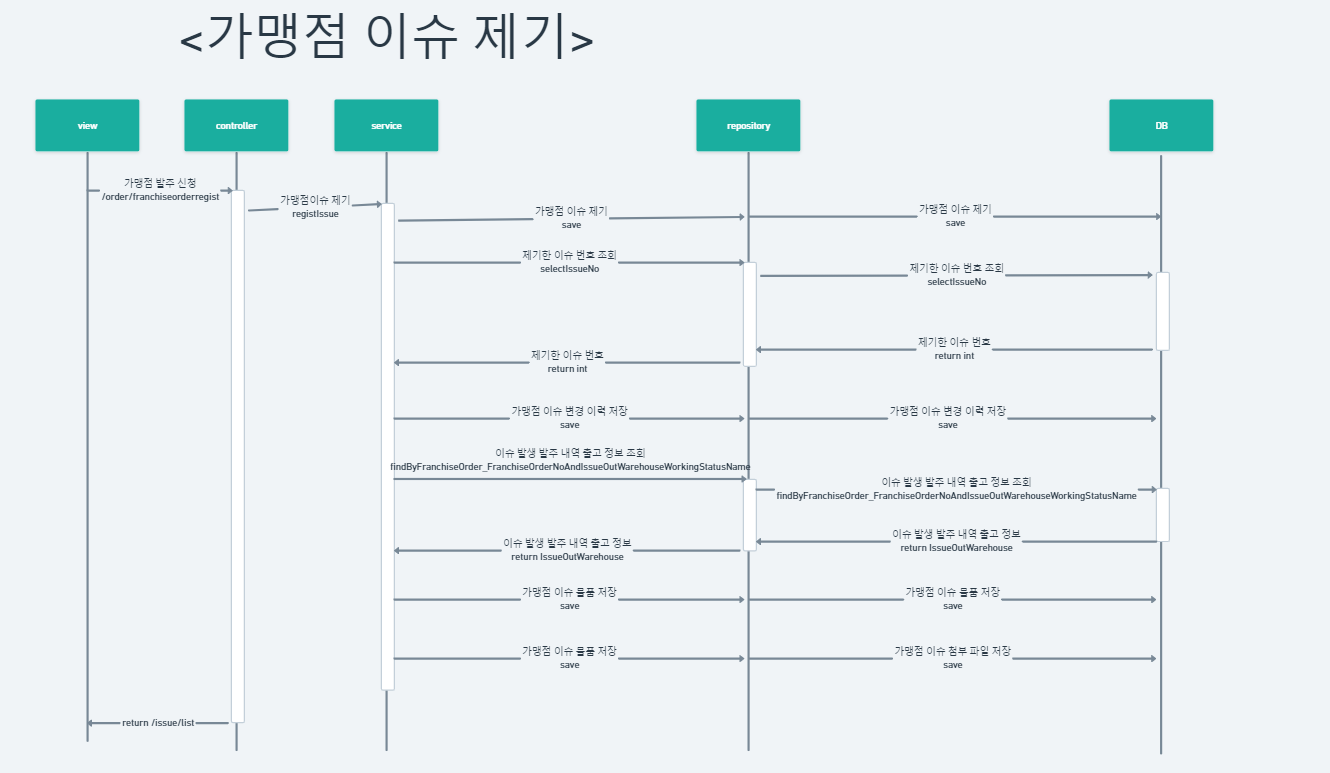 <가맹점 이슈 제기>
view
controller
service
repository
DB
가맹점 발주 신청
/order/franchiseorderregist
가맹점이슈 제기
registIssue
가맹점 이슈 제기
save
가맹점 이슈 제기
save
제기한 이슈 번호 조회
selectIssueNo
제기한 이슈 번호 조회
selectIssueNo
제기한 이슈 번호
return int
제기한 이슈 번호
return int
가맹점 이슈 변경 이력 저장
save
가맹점 이슈 변경 이력 저장
save
이슈 발생 발주 내역 출고 정보 조회
findByFranchiseOrder_FranchiseOrderNoAndIssueOutWarehouseWorkingStatusName
이슈 발생 발주 내역 출고 정보 조회
findByFranchiseOrder_FranchiseOrderNoAndIssueOutWarehouseWorkingStatusName
이슈 발생 발주 내역 출고 정보
return IssueOutWarehouse
이슈 발생 발주 내역 출고 정보
return IssueOutWarehouse
가맹점 이슈 물품 저장
save
가맹점 이슈 물품 저장
save
가맹점 이슈 물품 저장
save
가맹점 이슈 첨부 파일 저장
save
return /issue/list